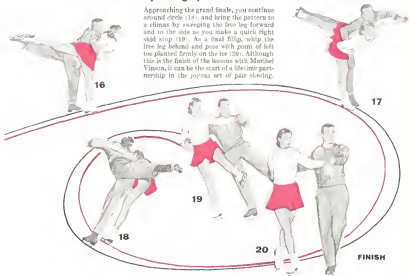 Approaching the grand finale, you continue
around circle (18), and bring the pattern to
a climax by sweeping the free leg forward
and to the side as you make a quick tight
skid stop (19). As a final fillip, whip the
free leg behind and pose with point of left
toe planted firmly on the ice (20). Although
this is the finish of the lessons with Maribel
Vinson, it can be the start of a lifetime part-
nership in the joyous art of pair skating.
16
17
19
18
20
FINISH